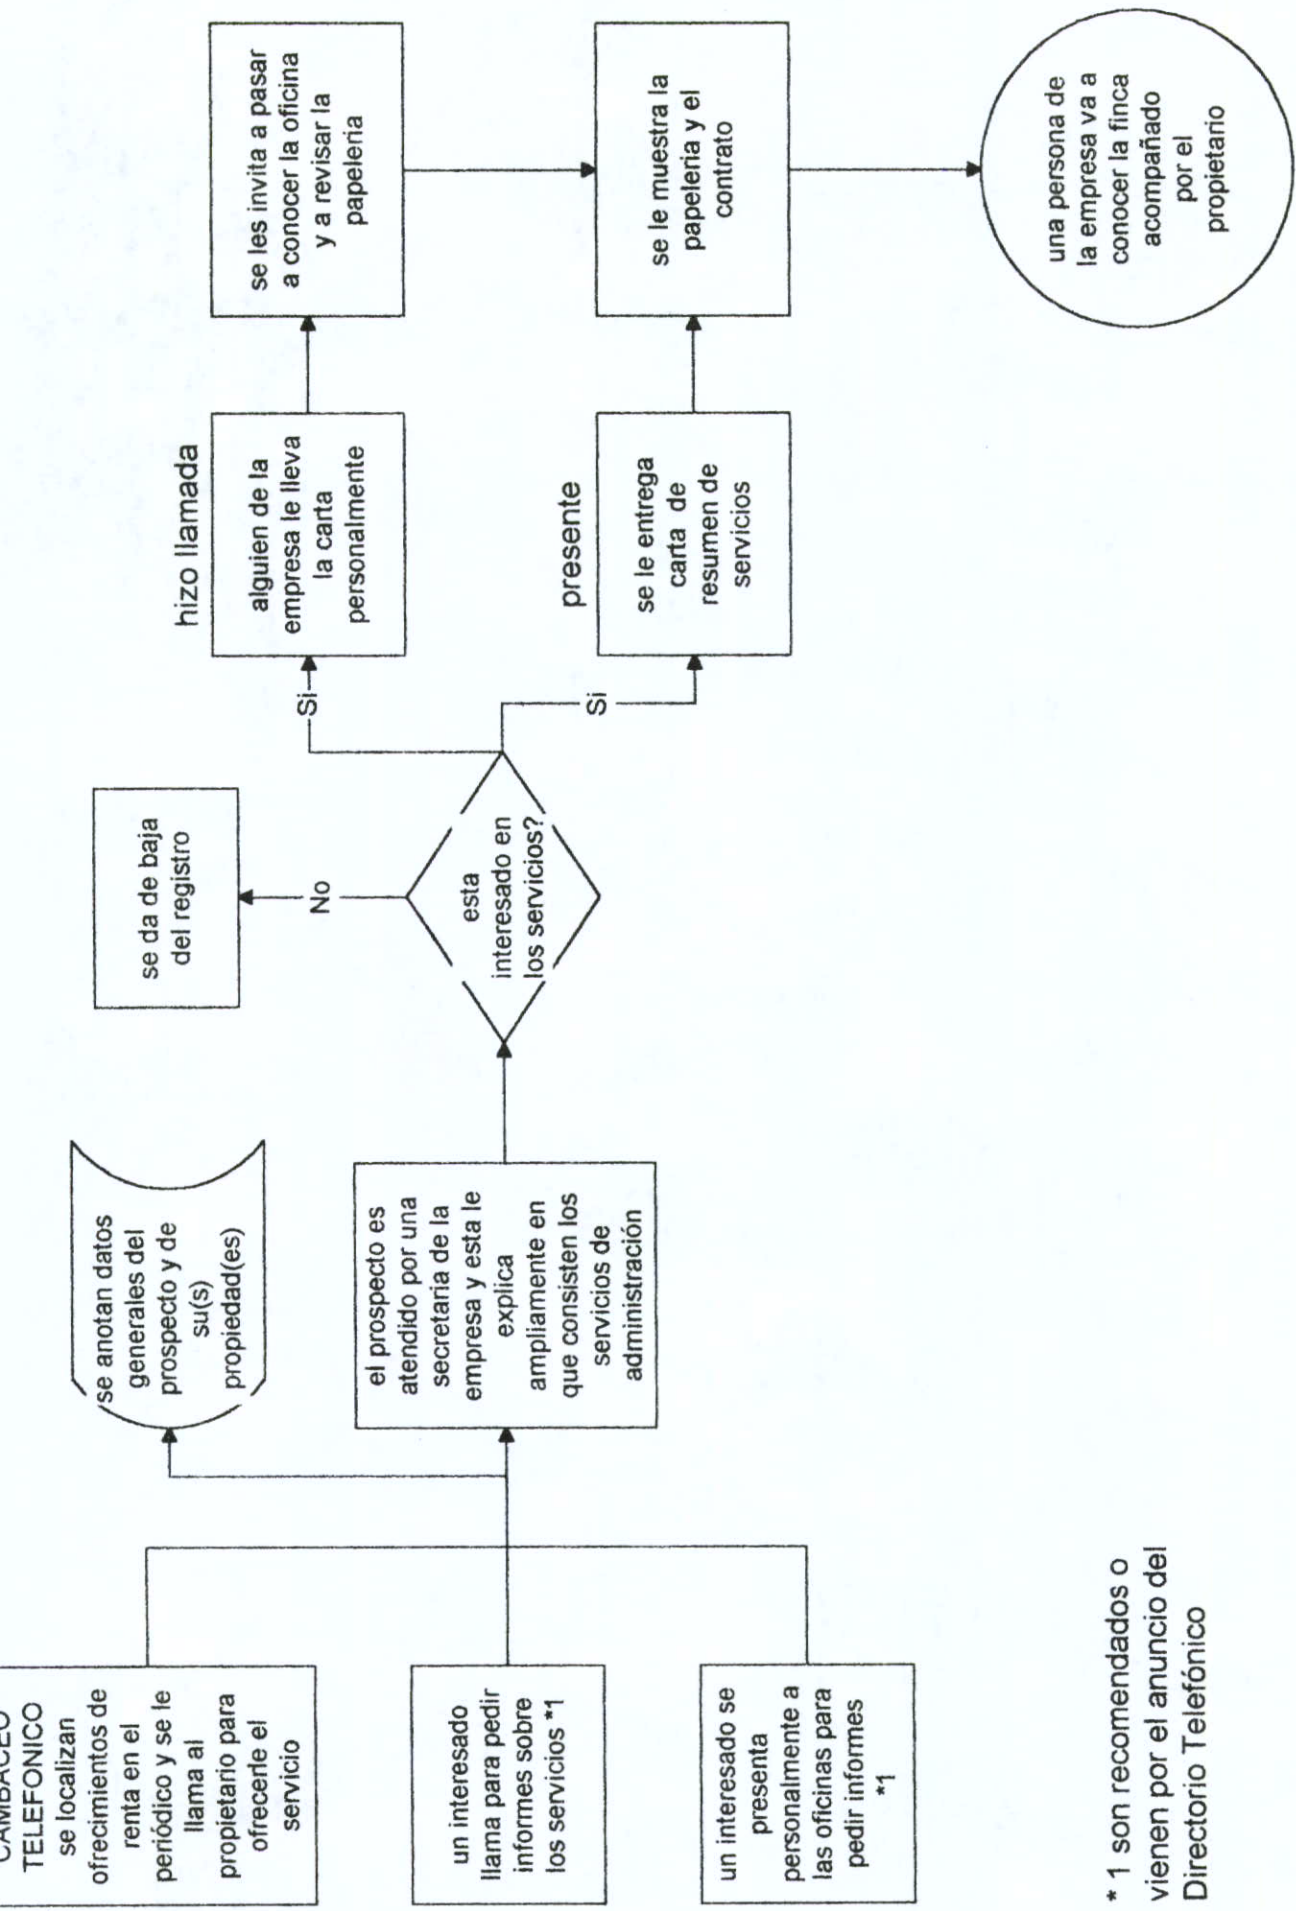 CAMBACEO
TELEFONICO
se localizan
ofrecimientos de
renta en el
periódico y se le
llama al
propietario para
ofrecerle el
servicio
un interesado
llama para pedir
informes sobre
los servicios *1
un interesado se
presenta
personalmente a
las oficinas para
pedir informes
*1
se anotan datos
generales del
prospecto y de
su(s)
propiedad(es)
el prospecto es
atendido por una
secretaria de la
empresa y esta le
explica
ampliamente en
que consisten los
servicios de
administración
esta
interesado en
los servicios?
No
se da de baja
del registro
Si
hizo llamada
alguien de la
empresa le lleva
la carta
personalmente
se les invita a pasar
a conocer la oficina
y a revisar la
papeleria
Si
presente
se le entrega
carta de
resumen de
servicios
se le muestra la
papeleria y el
contrato
una persona de
la empresa va a
conocer la finca
acompañado
por el
propietario
* 1 son recomendados o
vienen por el anuncio del
Directorio Telefónico